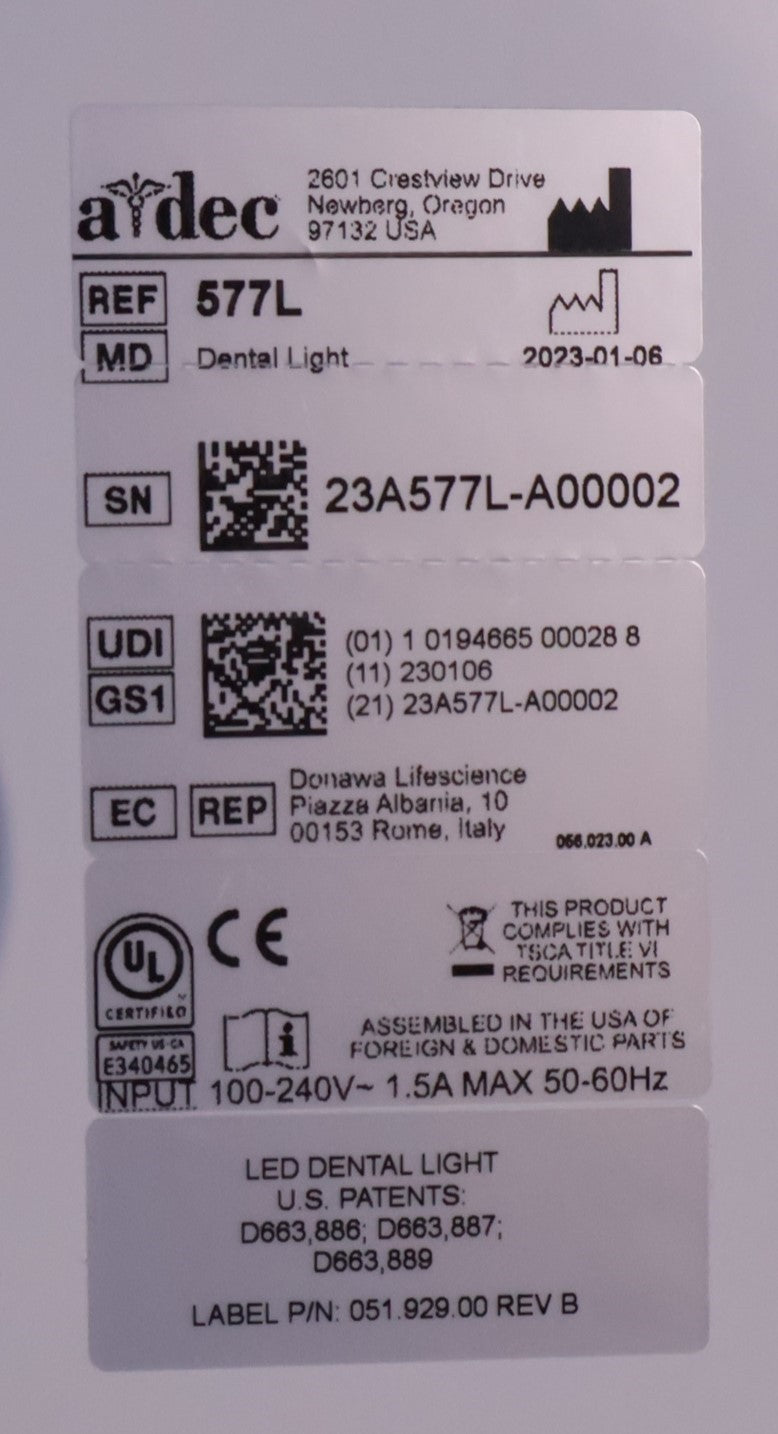 a dec
2601 Crestview Drive
Newberg, Oregon
97132 USA
REF 577L
MD Dental Light 2023-01-06
SN 23A577L-A00002
UDI (01) 1 0194665 00028 8
(11) 230106
GS1 (21) 23A577L-A00002
EC REP Donawa Lifescience
Piazza Albania, 10
00153 Rome, Italy
056.023.00 A
UL CE
CERTIFIED
THIS PRODUCT
COMPLIES WITH
TSCA TITLE VI
REQUIREMENTS
SAFETY US-CA
E340465
ASSEMBLED IN THE USA OF
FOREIGN & DOMESTIC PARTS
INPUT 100-240V~ 1.5A MAX 50-60Hz
LED DENTAL LIGHT
U.S. PATENTS:
D663,886; D663,887;
D663,889
LABEL P/N: 051.929.00 REV B